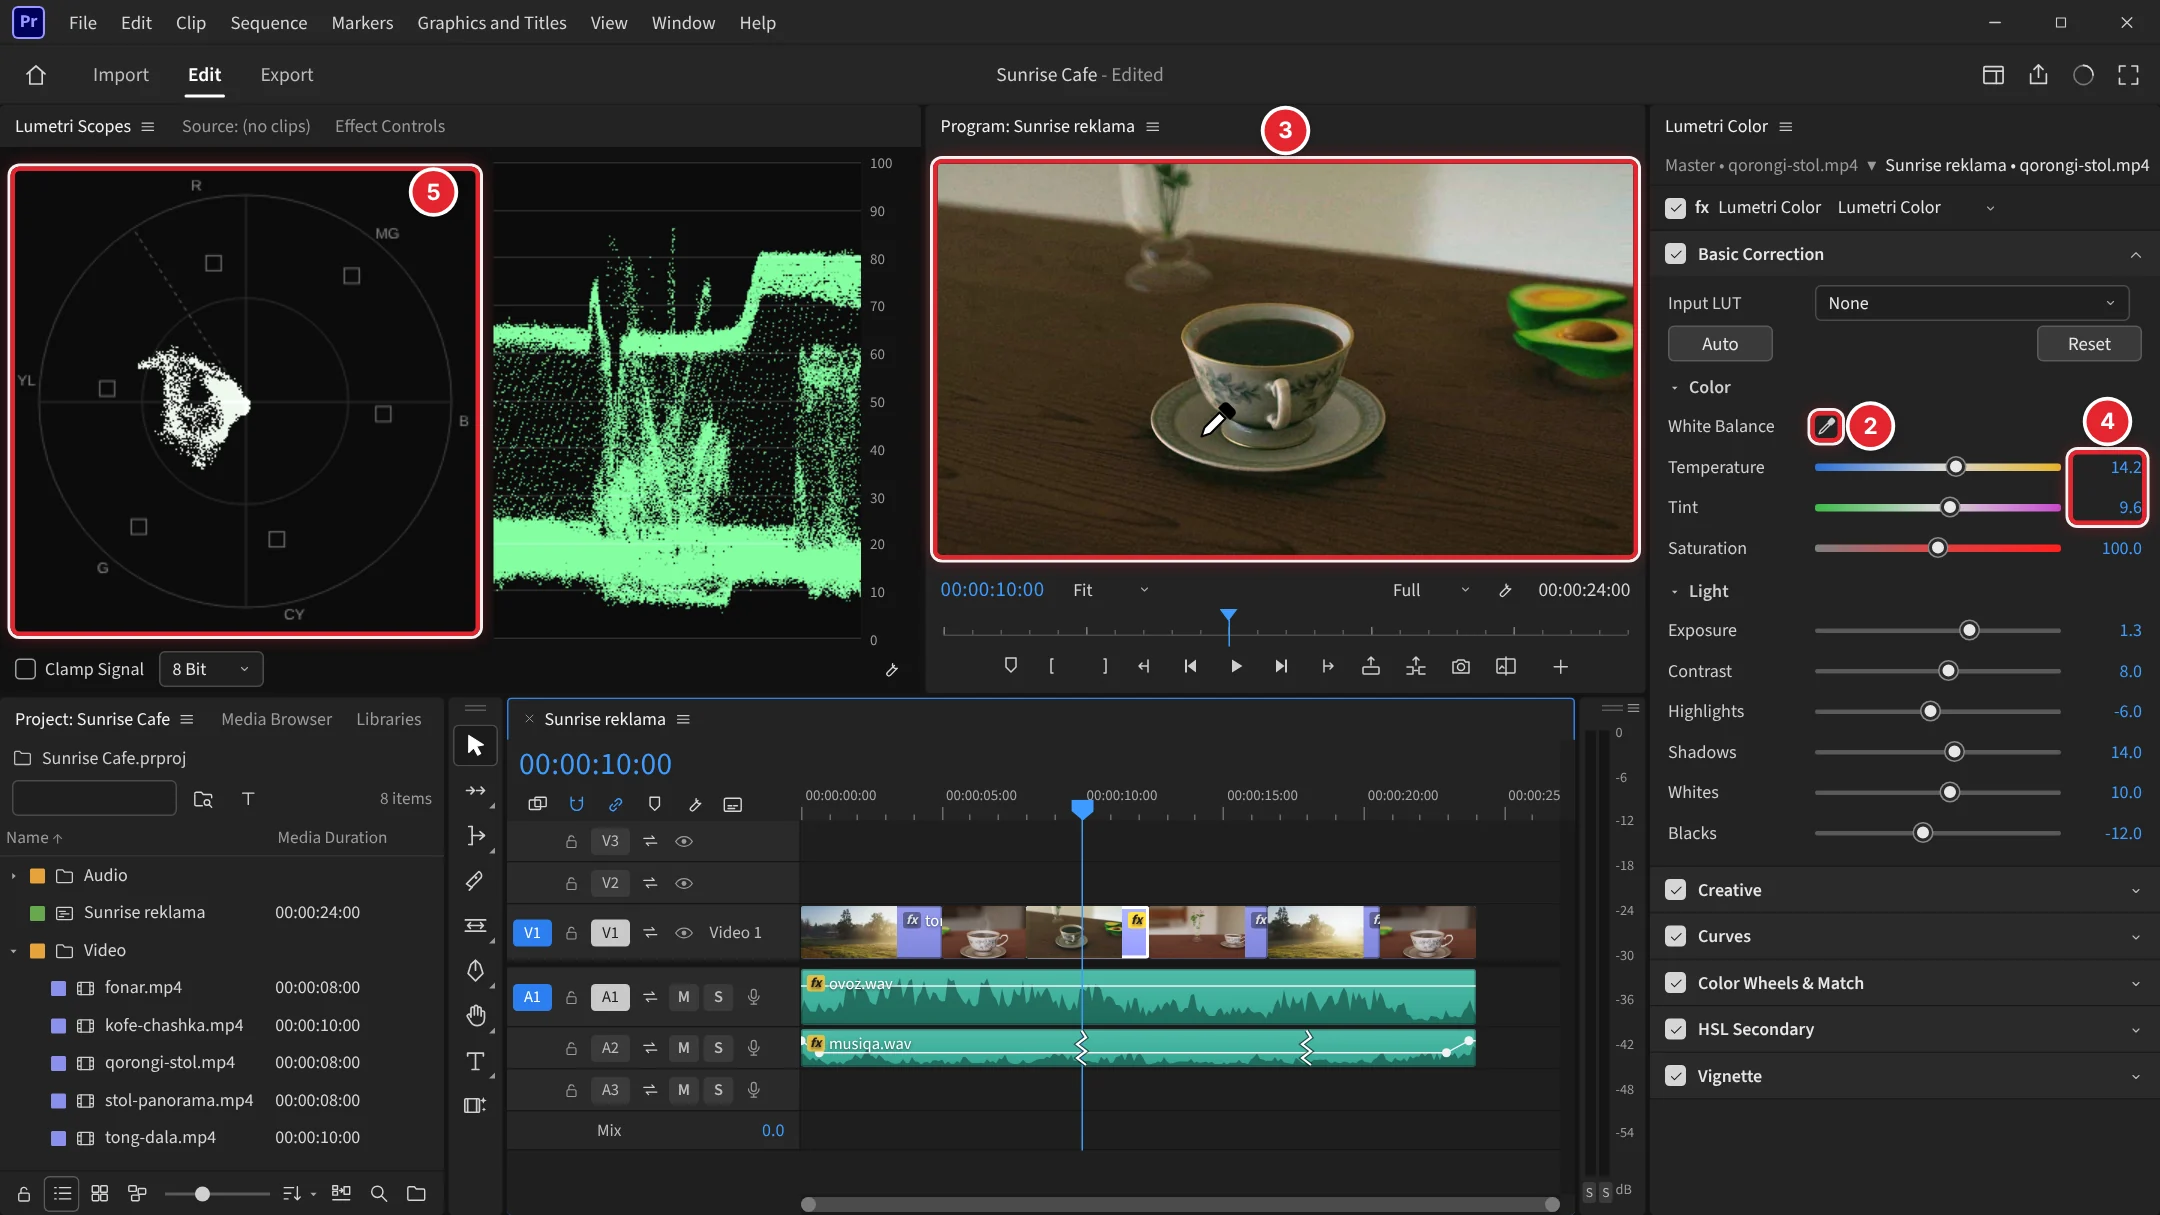 Pr File Edit Clip Sequence Markers Graphics and Titles View Window Help
Import Edit Export
Sunrise Cafe - Edited
Lumetri Scopes Source: (no clips) Effect Controls
5
R
MG
YL
B
G
CY
100
90
80
70
60
50
40
30
20
10
0
Clamp Signal 8 Bit
Program: Sunrise reklama
3
00:00:10:00 Fit Full 00:00:24:00
Lumetri Color
Master • qorongi-stol.mp4 Sunrise reklama • qorongi-stol.mp4
fx Lumetri Color Lumetri Color
Basic Correction
Input LUT None
Auto Reset
Color
White Balance 2
4
Temperature 14.2
Tint 9.6
Saturation 100.0
Light
Exposure 1.3
Contrast 8.0
Highlights -6.0
Shadows 14.0
Whites 10.0
Blacks -12.0
Creative
Curves
Color Wheels & Match
HSL Secondary
Vignette
Project: Sunrise Cafe Media Browser Libraries
Sunrise Cafe.prproj
8 items
Name Media Duration
Audio
Sunrise reklama 00:00:24:00
Video
fonar.mp4 00:00:08:00
kofe-chashka.mp4 00:00:10:00
qorongi-stol.mp4 00:00:08:00
stol-panorama.mp4 00:00:08:00
tong-dala.mp4 00:00:10:00
Sunrise reklama
00:00:10:00
00:00:00:00 00:00:05:00 00:00:10:00 00:00:15:00 00:00:20:00 00:00:25
V3
V2
V1 V1 Video 1
fx fx fx
A1 A1 M S
fx ovoz.wav
A2 M S
fx musiqa.wav
A3 M S
Mix 0.0
0
-6
-12
-18
-24
-30
-36
-42
-48
-54
S S dB